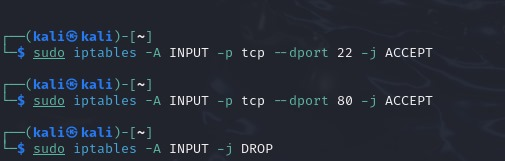 ┌──(kali㉿kali)-[~]
└─$ sudo iptables -A INPUT -p tcp --dport 22 -j ACCEPT
┌──(kali㉿kali)-[~]
└─$ sudo iptables -A INPUT -p tcp --dport 80 -j ACCEPT
┌──(kali㉿kali)-[~]
└─$ sudo iptables -A INPUT -j DROP